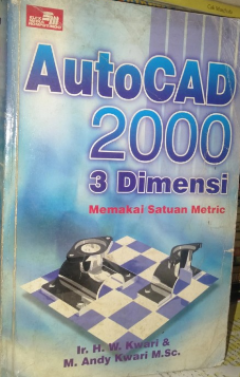 AutoCAD
2000
3 Dimensi
Memakai Satuan Metric
Ir. H. W. Kwari &
M. Andy Kwari M.Sc.